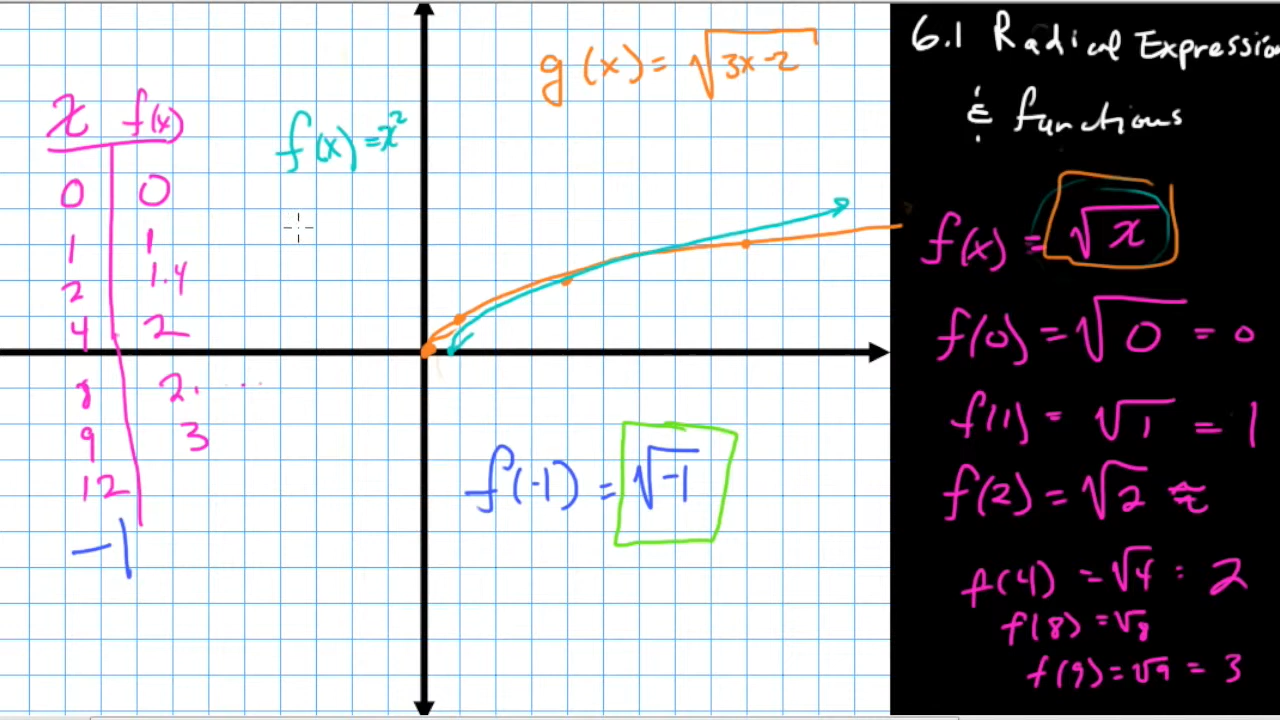 x f(x)
0 0
1 1
2 1.4
4 2
8 2. ...
9 3
12
-1
f(x) = x²
g(x) = √3x-2
f(-1) = √-1
6.1 Radical Expression
& functions
f(x) = √x
f(0) = √0 = 0
f(1) = √1 = 1
f(2) = √2 ≈
f(4) = √4 = 2
f(8) = √8
f(9) = √9 = 3